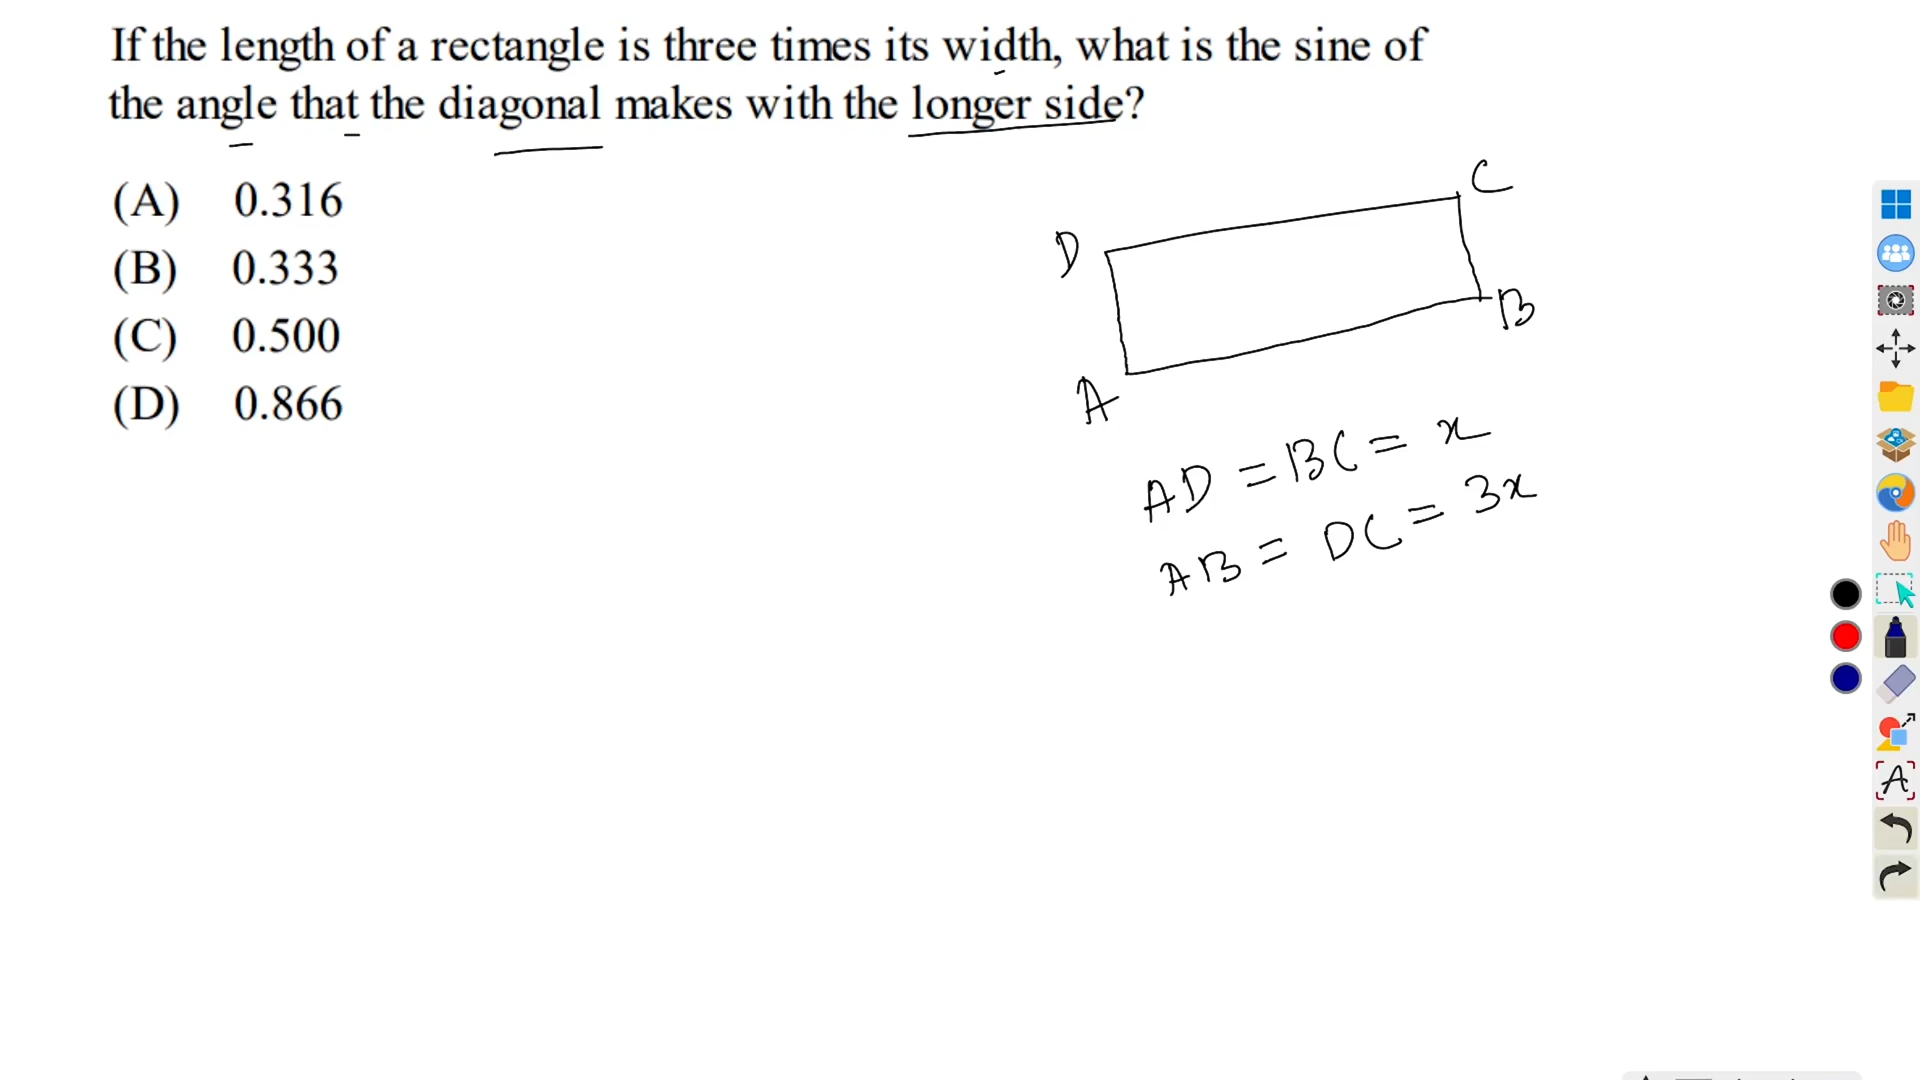 If the length of a rectangle is three times its width, what is the sine of
the angle that the diagonal makes with the longer side?
(A) 0.316
(B) 0.333
(C) 0.500
(D) 0.866
C
D
B
A
AD = BC = x
AB = DC = 3x